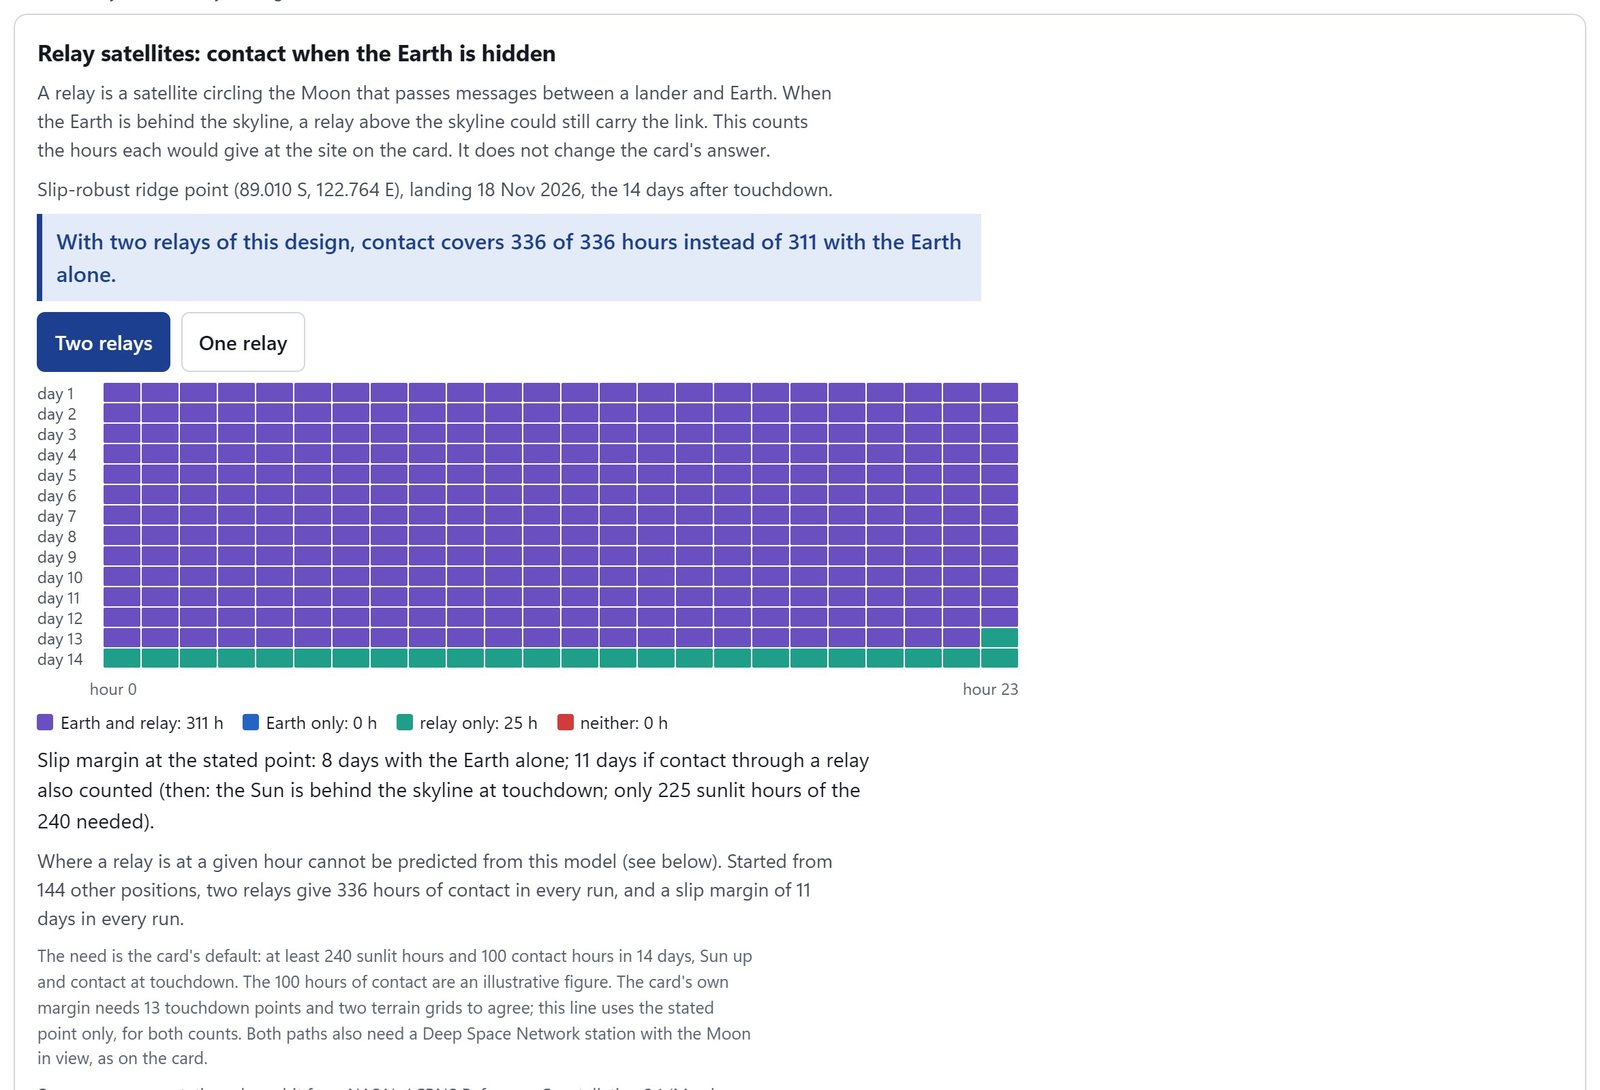 Relay satellites: contact when the Earth is hidden
A relay is a satellite circling the Moon that passes messages between a lander and Earth. When
the Earth is behind the skyline, a relay above the skyline could still carry the link. This counts
the hours each would give at the site on the card. It does not change the card's answer.
Slip-robust ridge point (89.010 S, 122.764 E), landing 18 Nov 2026, the 14 days after touchdown.
With two relays of this design, contact covers 336 of 336 hours instead of 311 with the Earth
alone.
Two relays One relay
day 1
day 2
day 3
day 4
day 5
day 6
day 7
day 8
day 9
day 10
day 11
day 12
day 13
day 14
hour 0 hour 23
Earth and relay: 311 h Earth only: 0 h relay only: 25 h neither: 0 h
Slip margin at the stated point: 8 days with the Earth alone; 11 days if contact through a relay
also counted (then: the Sun is behind the skyline at touchdown; only 225 sunlit hours of the
240 needed).
Where a relay is at a given hour cannot be predicted from this model (see below). Started from
144 other positions, two relays give 336 hours of contact in every run, and a slip margin of 11
days in every run.
The need is the card's default: at least 240 sunlit hours and 100 contact hours in 14 days, Sun up
and contact at touchdown. The 100 hours of contact are an illustrative figure. The card's own
margin needs 13 touchdown points and two terrain grids to agree; this line uses the stated
point only, for both counts. Both paths also need a Deep Space Network station with the Moon
in view, as on the card.